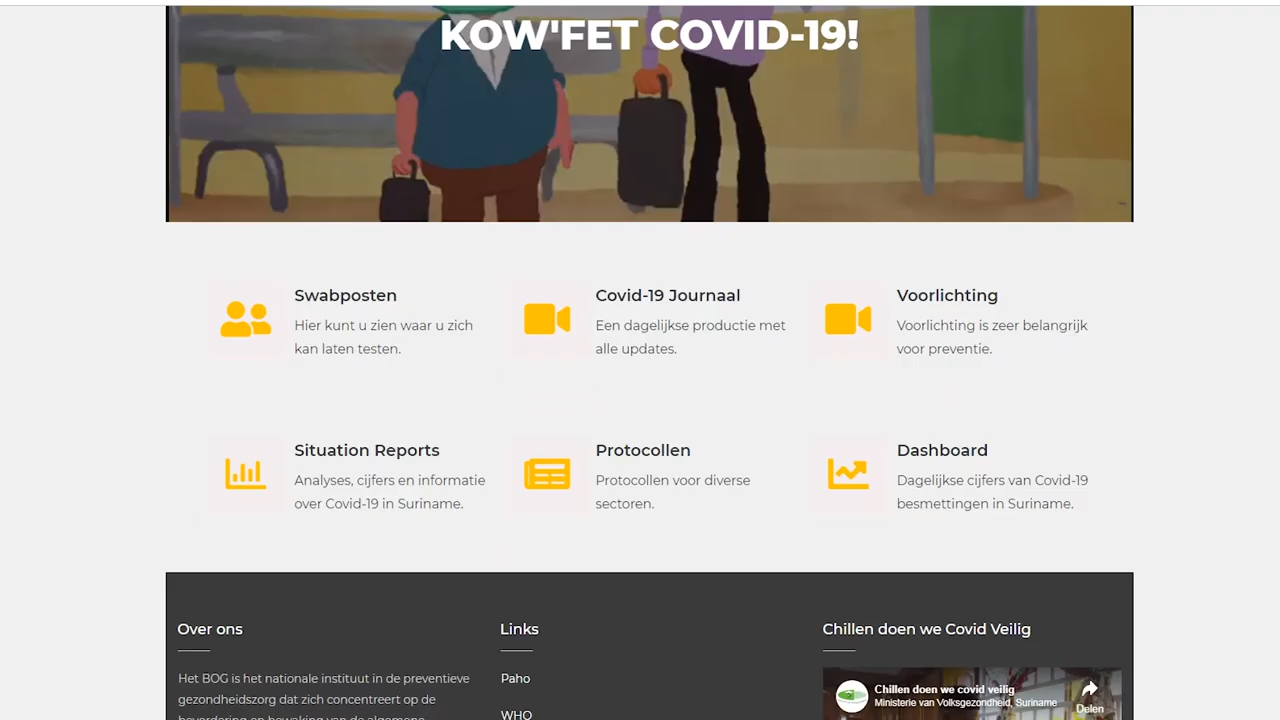 KOW'FET COVID-19!
Swabposten
Hier kunt u zien waar u zich
kan laten testen.
Covid-19 Journaal
Een dagelijkse productie met
alle updates.
Voorlichting
Voorlichting is zeer belangrijk
voor preventie.
Situation Reports
Analyses, cijfers en informatie
over Covid-19 in Suriname.
Protocollen
Protocollen voor diverse
sectoren.
Dashboard
Dagelijkse cijfers van Covid-19
besmettingen in Suriname.
Over ons
Het BOG is het nationale instituut in de preventieve
gezondheidszorg dat zich concentreert op de
Links
Paho
WHO
Chillen doen we Covid Veilig
Chillen doen we covid veilig
Ministerie van Volksgezondheid, Suriname
Delen